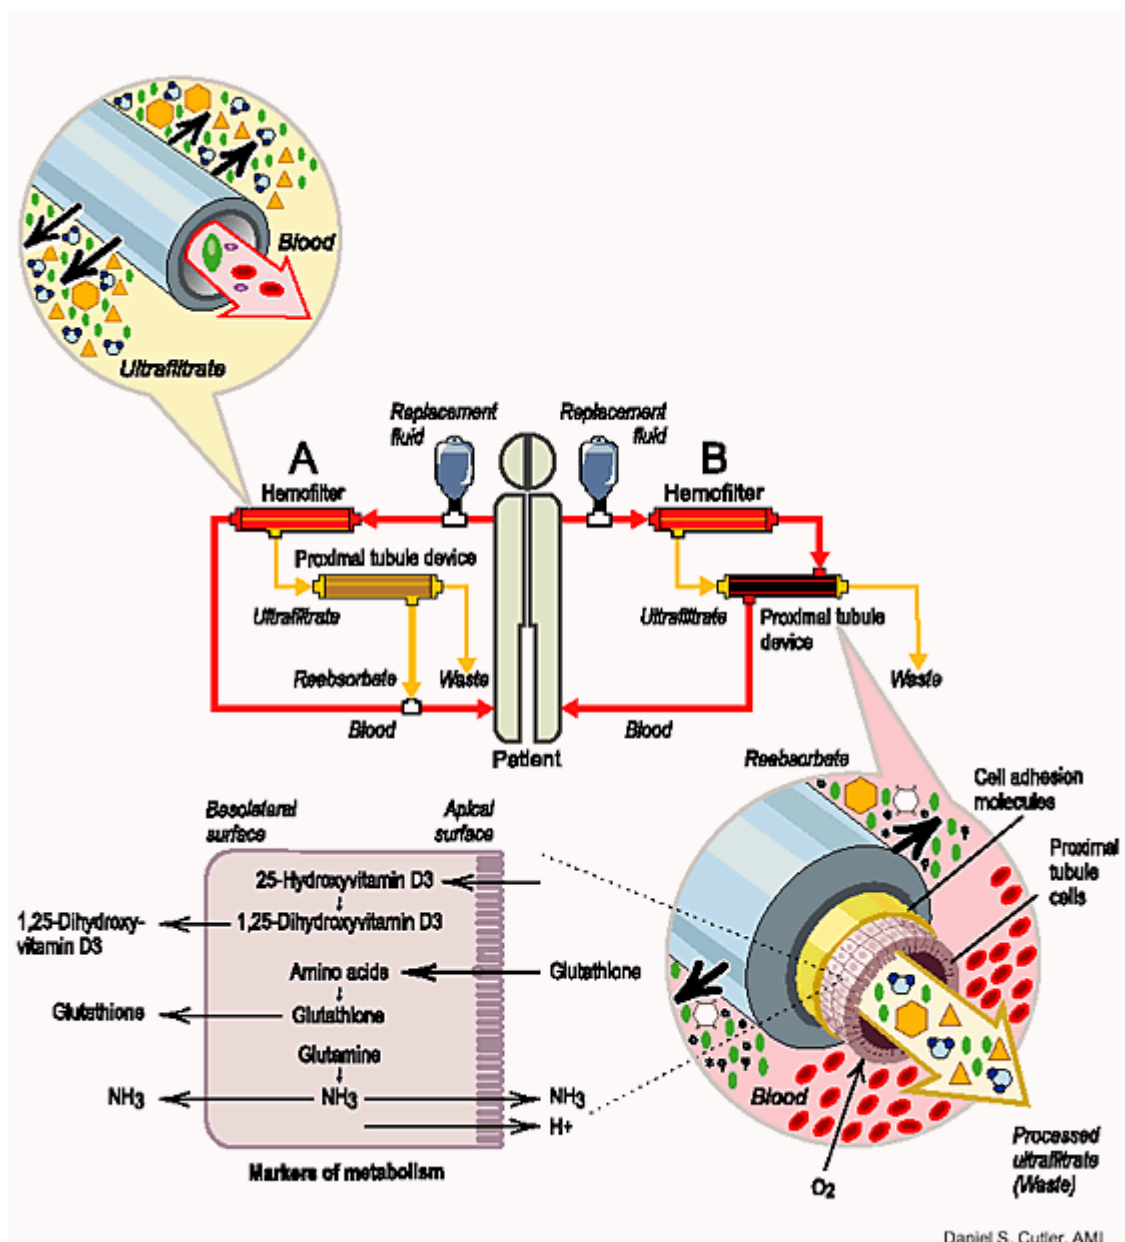 Blood
Ultrafiltrate
Replacement
fluid
Replacement
fluid
A
B
Hemofilter
Hemofilter
Proximal tubule device
Ultrafiltrate
Ultrafiltrate
Proximal tubule
device
Reabsorbate
Waste
Waste
Blood
Blood
Patient
Reabsorbate
Cell adhesion
molecules
Proximal
tubule
cells
Basolateral
surface
Apical
surface
25-Hydroxyvitamin D3
1,25-Dihydroxy-
vitamin D3
1,25-Dihydroxyvitamin D3
Amino acids
Glutathione
Glutathione
Glutathione
Glutamine
NH3
NH3
NH3
H+
Markers of metabolism
Blood
O2
Processed
ultrafiltrate
(Waste)
Daniel S. Cutler, AMI